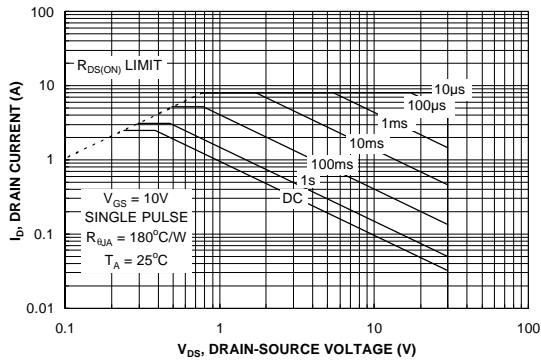 100
10
1
0.1
0.01
I_D, DRAIN CURRENT (A)
R_DS(ON) LIMIT
10µs
100µs
1ms
10ms
100ms
1s
DC
V_GS = 10V
SINGLE PULSE
R_θJA = 180°C/W
T_A = 25°C
0.1
1
10
100
V_DS, DRAIN-SOURCE VOLTAGE (V)